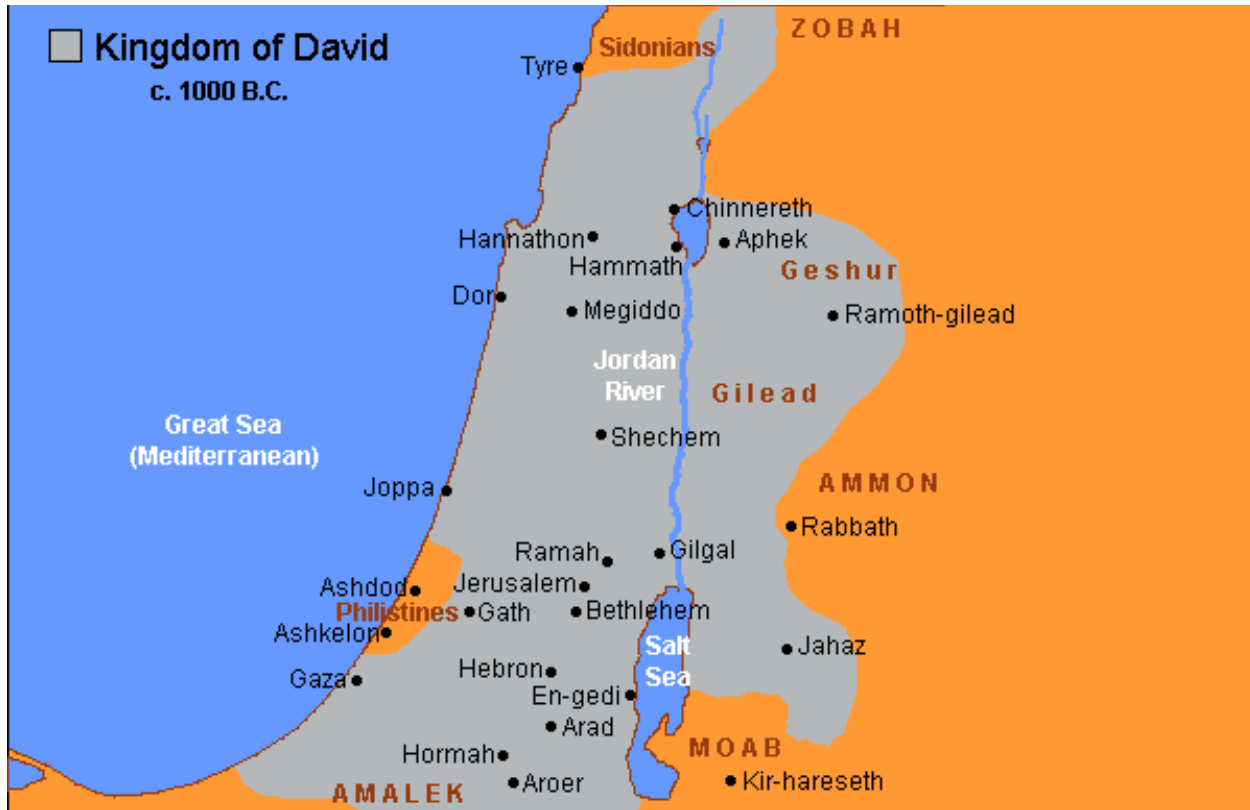 Kingdom of David
c. 1000 B.C.
ZOBAH
Sidonians
Tyre
Chinnereth
Hannathon
Aphek
Hammath
Geshur
Dor
Megiddo
Ramoth-gilead
Jordan
River
Gilead
Great Sea
(Mediterranean)
Shechem
AMMON
Joppa
Rabbath
Ramah
Gilgal
Ashdod
Jerusalem
Philistines
Gath
Bethlehem
Ashkelon
Salt
Sea
Jahaz
Hebron
Gaza
En-gedi
Arad
Hormah
MOAB
Aroer
Kir-hareseth
AMALEK